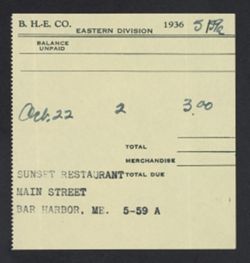 B. H.-E. CO. 1936
EASTERN DIVISION
BALANCE
UNPAID
Oct. 22 2 3.00
TOTAL
MERCHANDISE
SUNSET RESTAURANT TOTAL DUE
MAIN STREET
BAR HARBOR, ME. 5-59 A